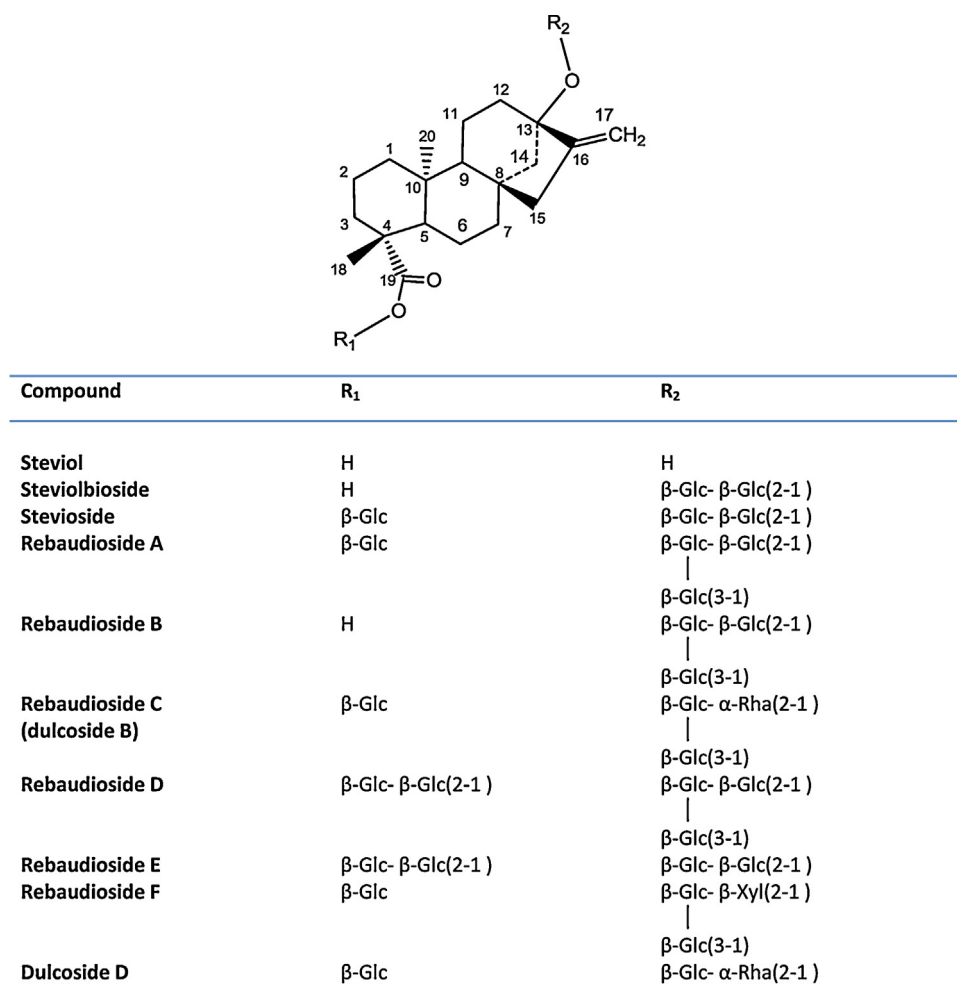 R₂
O
12
17
11
13
CH₂
20
14
16
1
2
9
8
10
15
3
4
6
5
7
18
19
O
O
R₁
Compound R₁ R₂
Steviol H H
Steviolbioside H β-Glc- β-Glc(2-1 )
Stevioside β-Glc β-Glc- β-Glc(2-1 )
Rebaudioside A β-Glc β-Glc- β-Glc(2-1 )
β-Glc(3-1)
Rebaudioside B H β-Glc- β-Glc(2-1 )
β-Glc(3-1)
Rebaudioside C β-Glc β-Glc- α-Rha(2-1 )
(dulcoside B)
β-Glc(3-1)
Rebaudioside D β-Glc- β-Glc(2-1 ) β-Glc- β-Glc(2-1 )
β-Glc(3-1)
Rebaudioside E β-Glc- β-Glc(2-1 ) β-Glc- β-Glc(2-1 )
Rebaudioside F β-Glc β-Glc- β-Xyl(2-1 )
β-Glc(3-1)
Dulcoside D β-Glc β-Glc- α-Rha(2-1 )